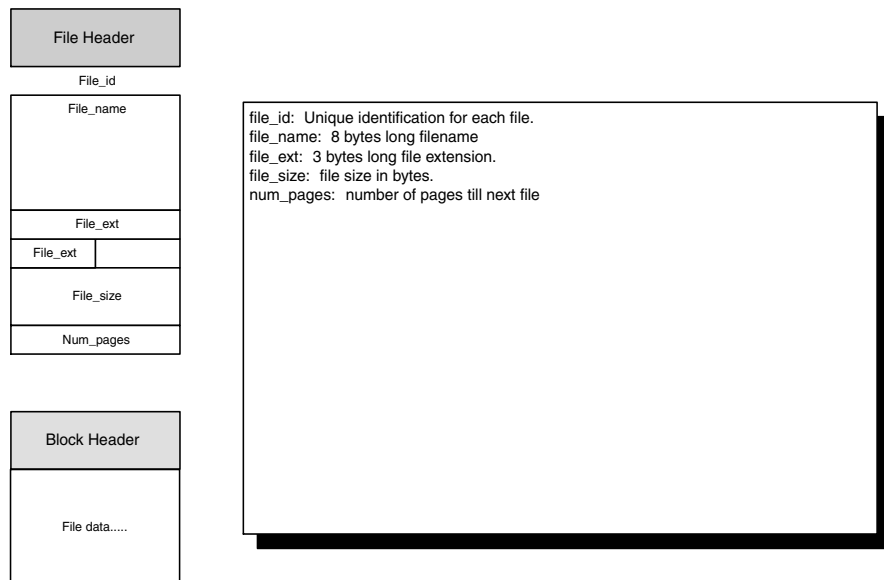 File Header
File_id
File_name
File_ext
File_ext
File_size
Num_pages
Block Header
File data.....
file_id:  Unique identification for each file.
file_name:  8 bytes long filename
file_ext:  3 bytes long file extension.
file_size:  file size in bytes.
num_pages:  number of pages till next file